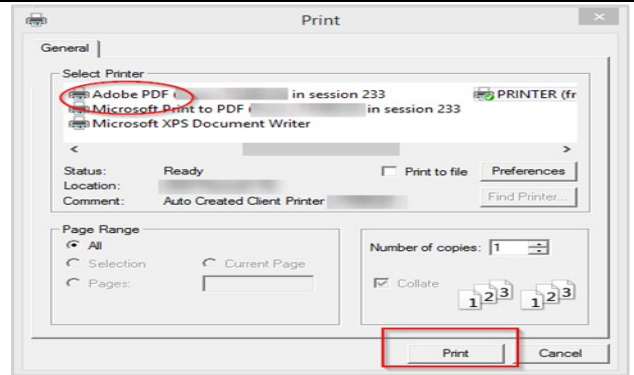 Print
General
Select Printer
Adobe PDF ( in session 233 PRINTER (fr
Microsoft Print to PDF ( in session 233
Microsoft XPS Document Writer
Status: Ready Print to file Preferences
Location:
Comment: Auto Created Client Printer Find Printer...
Page Range
All Number of copies: 1
Selection Current Page
Pages: Collate
1 2 3 1 2 3
Print Cancel